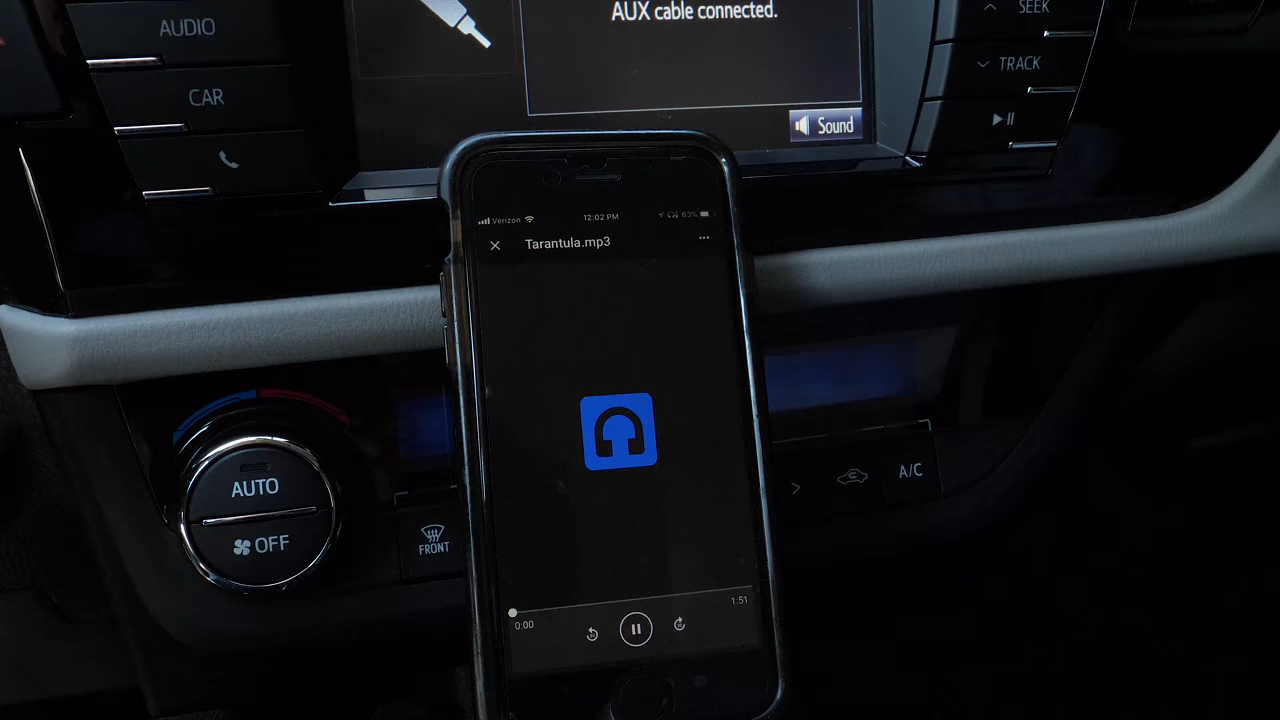 AUDIO
CAR
AUX cable connected.
Sound
SEEK
TRACK
Verizon
12:02 PM
63%
Tarantula.mp3
0:00
1:51
AUTO
OFF
FRONT
A/C